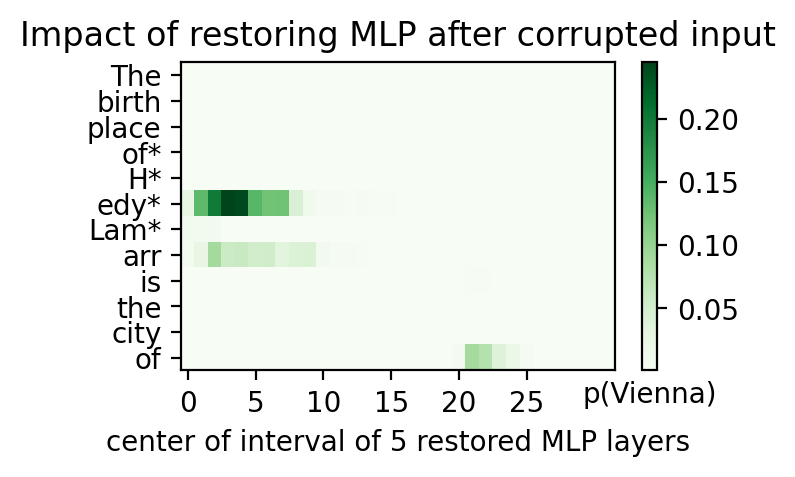 Impact of restoring MLP after corrupted input
The
birth
place
of*
H*
edy*
Lam*
arr
is
the
city
of
0.20
0.15
0.10
0.05
0 5 10 15 20 25
p(Vienna)
center of interval of 5 restored MLP layers